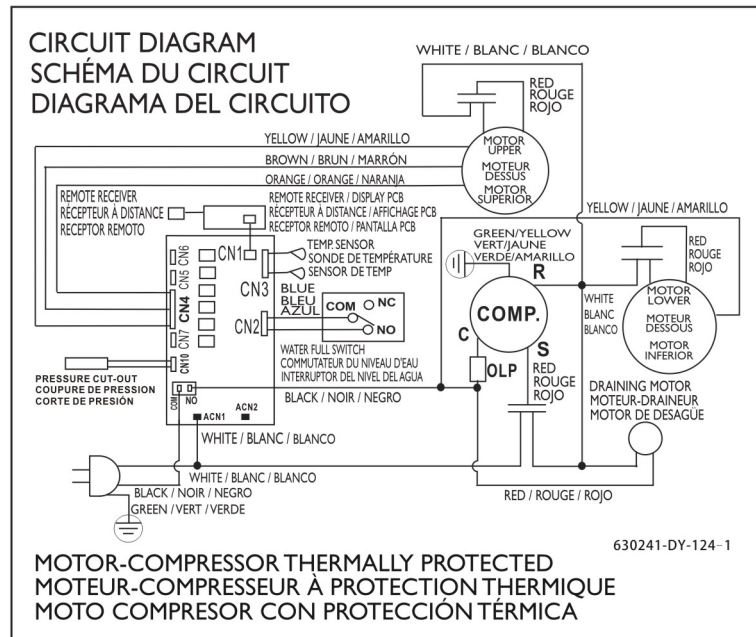 CIRCUIT DIAGRAM
SCHÉMA DU CIRCUIT
DIAGRAMA DEL CIRCUITO
WHITE / BLANC / BLANCO
RED
ROUGE
ROJO
MOTOR
UPPER
MOTEUR
DESSUS
MOTOR
SUPERIOR
YELLOW / JAUNE / AMARILLO
BROWN / BRUN / MARRÓN
ORANGE / ORANGE / NARANJA
REMOTE RECEIVER
RÉCEPTEUR À DISTANCE
RECEPTOR REMOTO
REMOTE RECEIVER / DISPLAY PCB
RÉCEPTEUR À DISTANCE / AFFICHAGE PCB
RECEPTOR REMOTO / PANTALLA PCB
YELLOW / JAUNE / AMARILLO
CN6
CN5
CN4
CN7
CN10
CN1
CN3
CN2
TEMP. SENSOR
SONDE DE TEMPÉRATURE
SENSOR DE TEMP
GREEN/YELLOW
VERT/JAUNE
VERDE/AMARILLO
R
COMP.
C
S
OLP
RED
ROUGE
ROJO
BLUE
BLEU
AZUL
COM
NC
NO
WATER FULL SWITCH
COMMUTATEUR DU NIVEAU D'EAU
INTERRUPTOR DEL NIVEL DEL AGUA
RED
ROUGE
ROJO
WHITE
BLANC
BLANCO
MOTOR
LOWER
MOTEUR
DESSOUS
MOTOR
INFERIOR
PRESSURE CUT-OUT
COUPURE DE PRESSION
CORTE DE PRESIÓN
COM
NO
ACN1
ACN2
BLACK / NOIR / NEGRO
DRAINING MOTOR
MOTEUR-DRAINEUR
MOTOR DE DESAGÜE
WHITE / BLANC / BLANCO
WHITE / BLANC / BLANCO
BLACK / NOIR / NEGRO
GREEN / VERT / VERDE
RED / ROUGE / ROJO
630241-DY-124-1
MOTOR-COMPRESSOR THERMALLY PROTECTED
MOTEUR-COMPRESSEUR À PROTECTION THERMIQUE
MOTO COMPRESOR CON PROTECCIÓN TÉRMICA